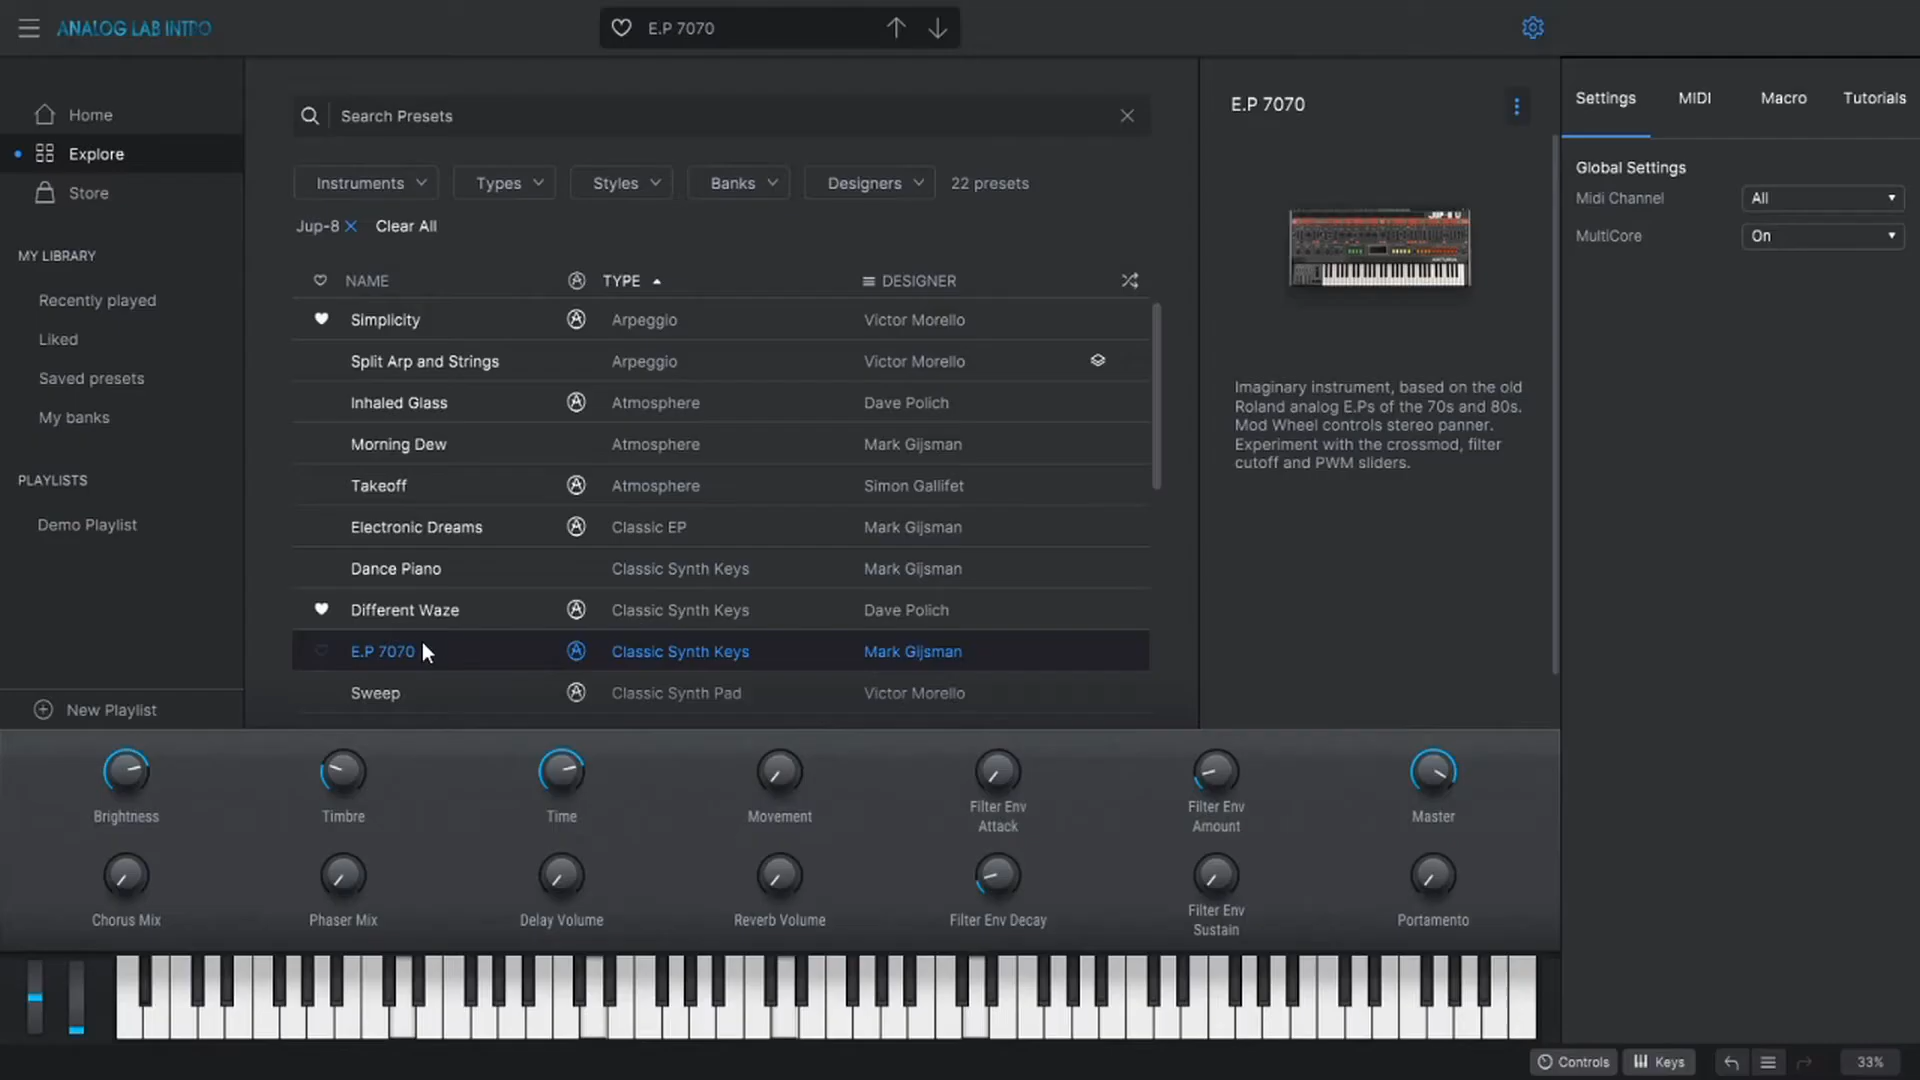 ANALOG LAB INTRO
E.P 7070
Home
Explore
Store
MY LIBRARY
Recently played
Liked
Saved presets
My banks
PLAYLISTS
Demo Playlist
New Playlist
Search Presets
Instruments Types Styles Banks Designers 22 presets
Jup-8 Clear All
NAME TYPE DESIGNER
Simplicity Arpeggio Victor Morello
Split Arp and Strings Arpeggio Victor Morello
Inhaled Glass Atmosphere Dave Polich
Morning Dew Atmosphere Mark Gijsman
Takeoff Atmosphere Simon Gallifet
Electronic Dreams Classic EP Mark Gijsman
Dance Piano Classic Synth Keys Mark Gijsman
Different Waze Classic Synth Keys Dave Polich
E.P 7070 Classic Synth Keys Mark Gijsman
Sweep Classic Synth Pad Victor Morello
E.P 7070
JUP-8 V
Imaginary instrument, based on the old
Roland analog E.Ps of the 70s and 80s.
Mod Wheel controls stereo panner.
Experiment with the crossmod, filter
cutoff and PWM sliders.
Settings MIDI Macro Tutorials
Global Settings
Midi Channel All
MultiCore On
Brightness Timbre Time Movement Filter Env Attack Filter Env Amount Master
Chorus Mix Phaser Mix Delay Volume Reverb Volume Filter Env Decay Filter Env Sustain Portamento
Controls Keys 33%